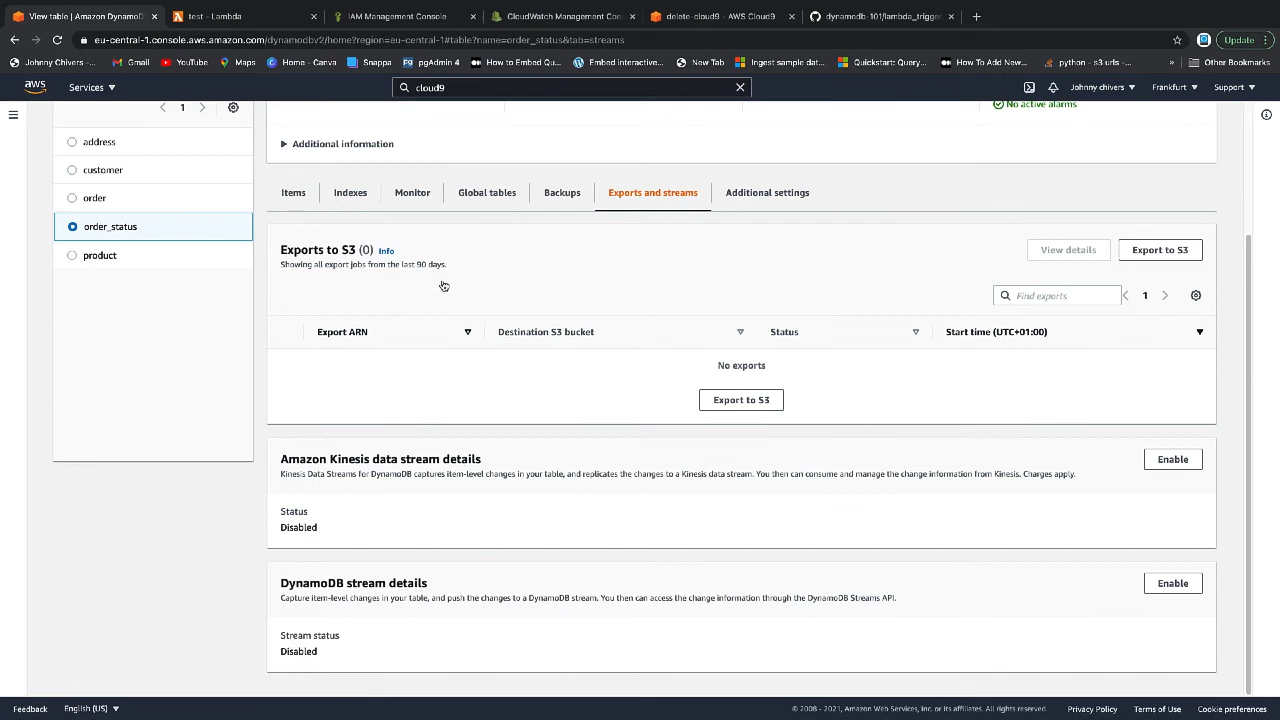 View table | Amazon DynamoD
test - Lambda
IAM Management Console
CloudWatch Management Con
delete-cloud9 - AWS Cloud9
dynamodb-101/lambda_trigge
eu-central-1.console.aws.amazon.com/dynamodbv2/home?region=eu-central-1#table?name=order_status&tab=streams
Update
Johnny Chivers -...
Gmail
YouTube
Maps
Home - Canva
Snappa
pgAdmin 4
How to Embed Qu...
Embed interactive...
New Tab
Ingest sample dat...
Quickstart: Query...
How To Add New...
python - s3 urls -...
Other Bookmarks
aws
Services
cloud9
Johnny chivers
Frankfurt
Support
1
No active alarms
address
customer
order
order_status
product
Additional information
Items
Indexes
Monitor
Global tables
Backups
Exports and streams
Additional settings
Exports to S3 (0) Info
Showing all export jobs from the last 90 days.
View details
Export to S3
Find exports
1
Export ARN
Destination S3 bucket
Status
Start time (UTC+01:00)
No exports
Export to S3
Amazon Kinesis data stream details
Kinesis Data Streams for DynamoDB captures item-level changes in your table, and replicates the changes to a Kinesis data stream. You then can consume and manage the change information from Kinesis. Charges apply.
Enable
Status
Disabled
DynamoDB stream details
Capture item-level changes in your table, and push the changes to a DynamoDB stream. You then can access the change information through the DynamoDB Streams API.
Enable
Stream status
Disabled
Feedback
English (US)
© 2008 - 2021, Amazon Web Services, Inc. or its affiliates. All rights reserved.
Privacy Policy
Terms of Use
Cookie preferences